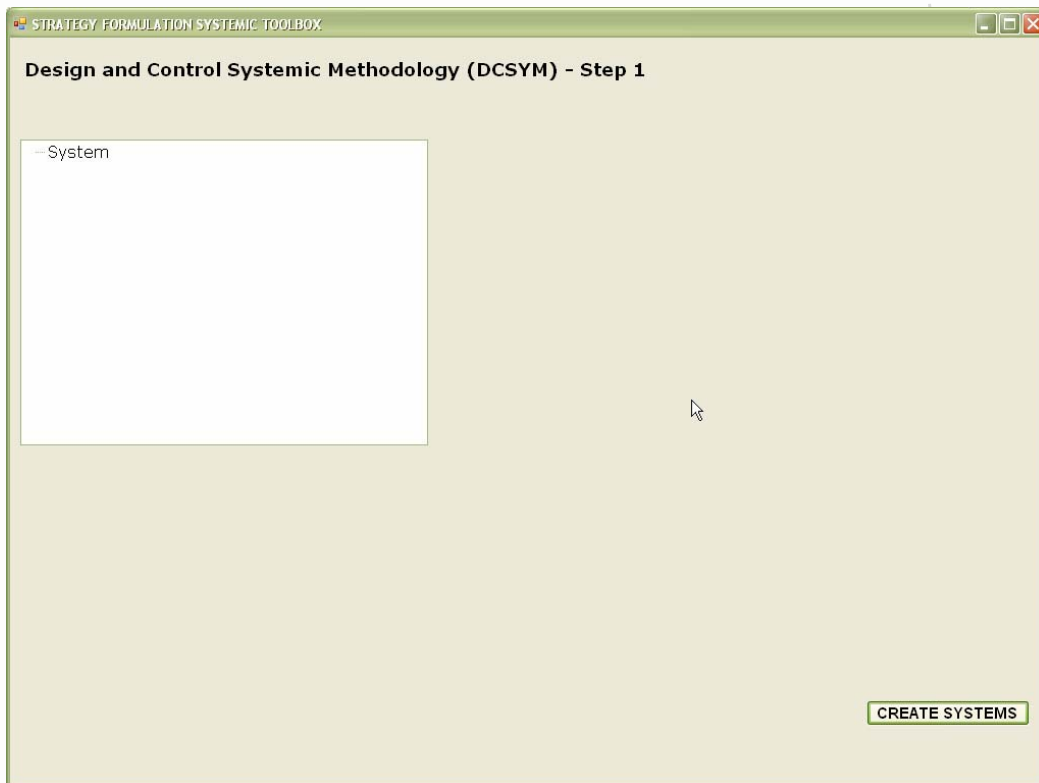 STRATEGY FORMULATION SYSTEMIC TOOLBOX
Design and Control Systemic Methodology (DCSYM) - Step 1
System
CREATE SYSTEMS